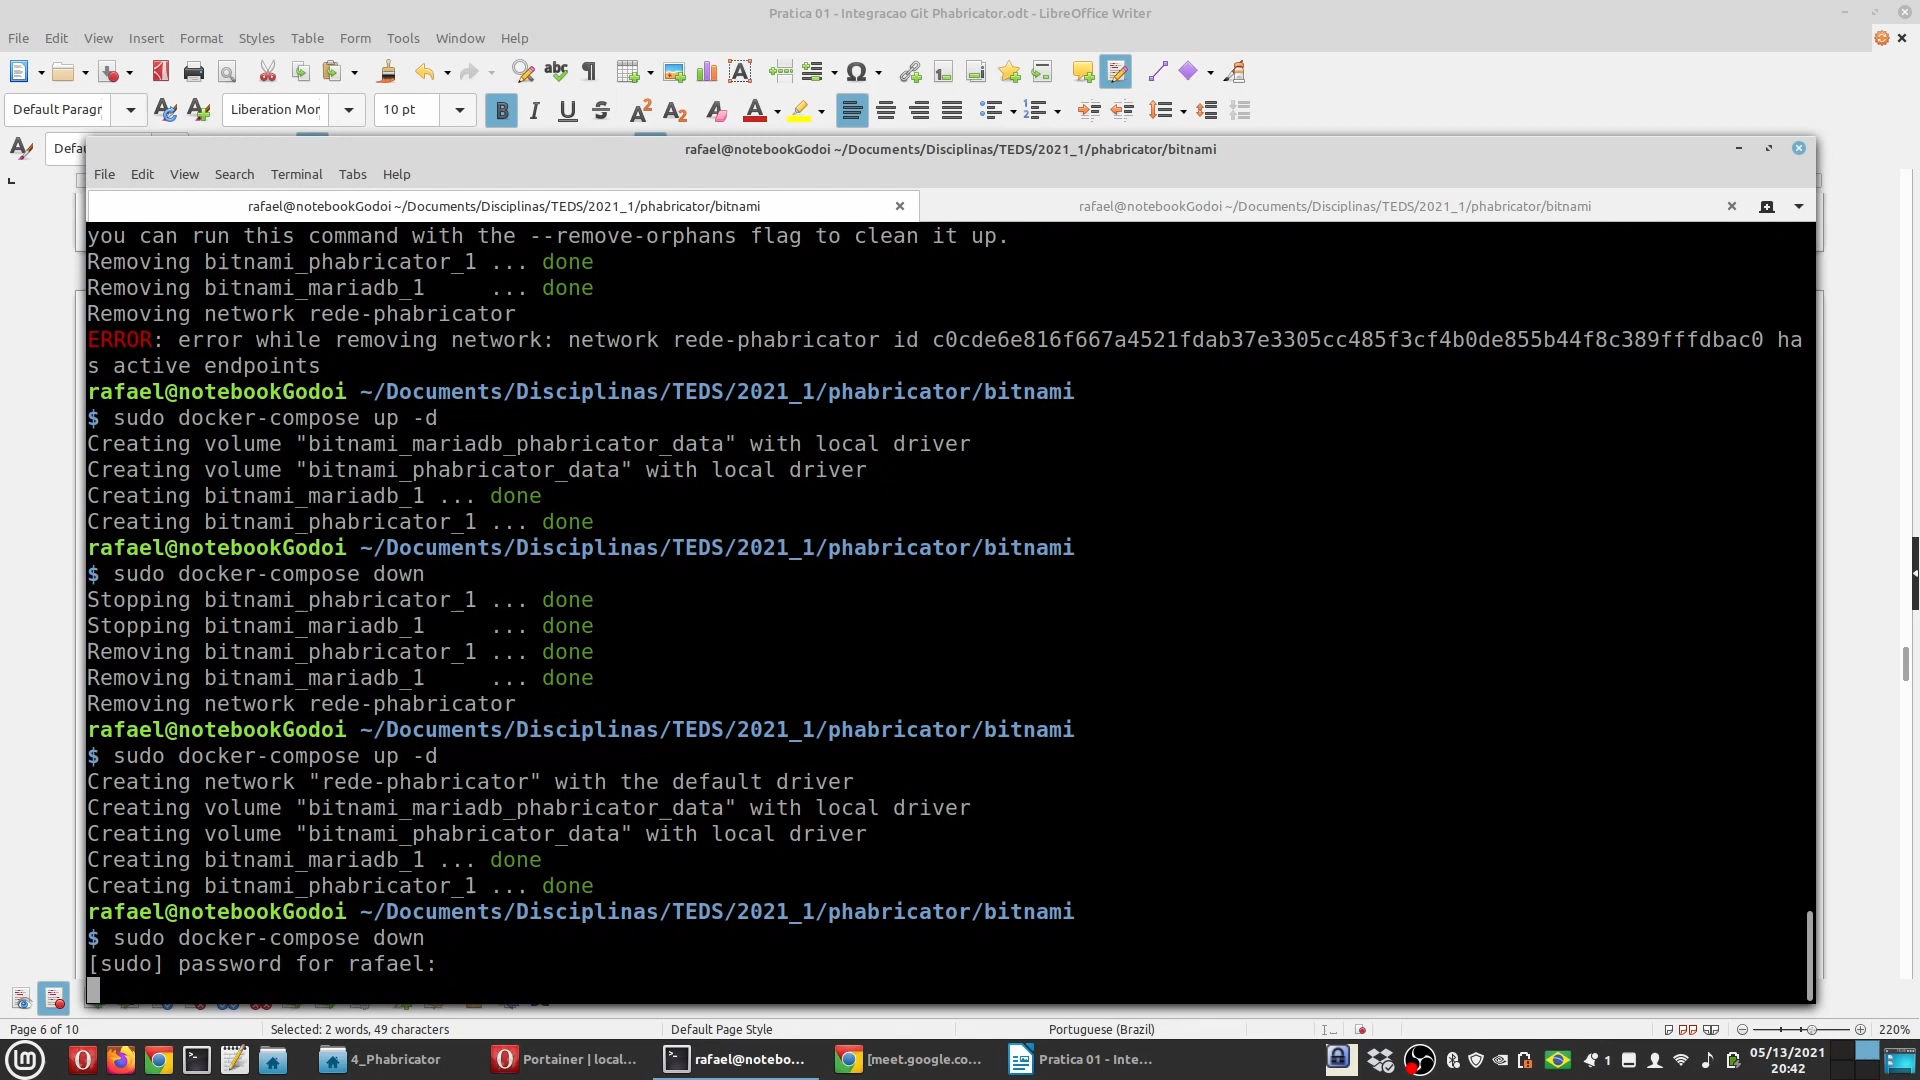 Pratica 01 - Integracao Git Phabricator.odt - LibreOffice Writer
File Edit View Insert Format Styles Table Form Tools Window Help
Default Paragr Liberation Mor 10 pt
Defau
rafael@notebookGodoi ~/Documents/Disciplinas/TEDS/2021_1/phabricator/bitnami
File Edit View Search Terminal Tabs Help
rafael@notebookGodoi ~/Documents/Disciplinas/TEDS/2021_1/phabricator/bitnami rafael@notebookGodoi ~/Documents/Disciplinas/TEDS/2021_1/phabricator/bitnami
you can run this command with the --remove-orphans flag to clean it up.
Removing bitnami_phabricator_1 ... done
Removing bitnami_mariadb_1     ... done
Removing network rede-phabricator
ERROR: error while removing network: network rede-phabricator id c0cde6e816f667a4521fdab37e3305cc485f3cf4b0de855b44f8c389fffdbac0 ha
s active endpoints
rafael@notebookGodoi ~/Documents/Disciplinas/TEDS/2021_1/phabricator/bitnami
$ sudo docker-compose up -d
Creating volume "bitnami_mariadb_phabricator_data" with local driver
Creating volume "bitnami_phabricator_data" with local driver
Creating bitnami_mariadb_1 ... done
Creating bitnami_phabricator_1 ... done
rafael@notebookGodoi ~/Documents/Disciplinas/TEDS/2021_1/phabricator/bitnami
$ sudo docker-compose down
Stopping bitnami_phabricator_1 ... done
Stopping bitnami_mariadb_1     ... done
Removing bitnami_phabricator_1 ... done
Removing bitnami_mariadb_1     ... done
Removing network rede-phabricator
rafael@notebookGodoi ~/Documents/Disciplinas/TEDS/2021_1/phabricator/bitnami
$ sudo docker-compose up -d
Creating network "rede-phabricator" with the default driver
Creating volume "bitnami_mariadb_phabricator_data" with local driver
Creating volume "bitnami_phabricator_data" with local driver
Creating bitnami_mariadb_1 ... done
Creating bitnami_phabricator_1 ... done
rafael@notebookGodoi ~/Documents/Disciplinas/TEDS/2021_1/phabricator/bitnami
$ sudo docker-compose down
[sudo] password for rafael:
Page 6 of 10 Selected: 2 words, 49 characters Default Page Style Portuguese (Brazil) 220%
4_Phabricator Portainer | local... rafael@notebo... [meet.google.co... Pratica 01 - Inte... 1 05/13/2021
20:42